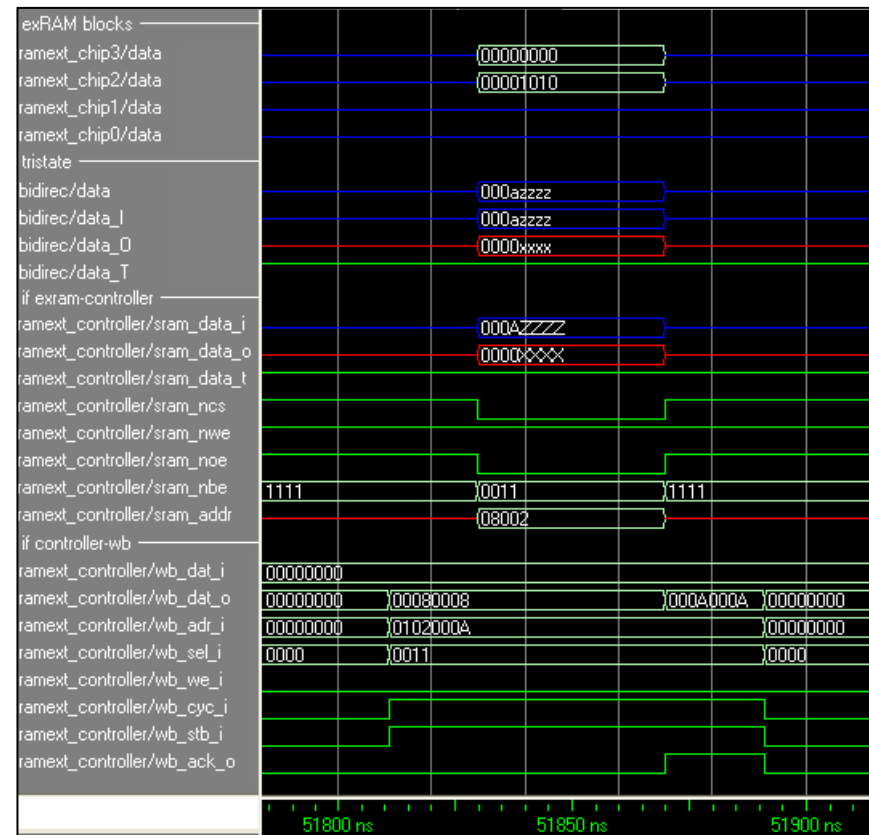 exRAM blocks
ramext_chip3/data 00000000
ramext_chip2/data 00001010
ramext_chip1/data
ramext_chip0/data
tristate
bidirec/data 000azzzz
bidirec/data_I 000azzzz
bidirec/data_O 0000xxxx
bidirec/data_T
if exram-controller
ramext_controller/sram_data_i 000AZZZZ
ramext_controller/sram_data_o 0000XXXX
ramext_controller/sram_data_t
ramext_controller/sram_ncs
ramext_controller/sram_nwe
ramext_controller/sram_noe
ramext_controller/sram_nbe 1111 0011 1111
ramext_controller/sram_addr 08002
if controller-wb
ramext_controller/wb_dat_i 00000000
ramext_controller/wb_dat_o 00000000 00080008 000A000A 00000000
ramext_controller/wb_adr_i 00000000 0102000A 00000000
ramext_controller/wb_sel_i 0000 0011 0000
ramext_controller/wb_we_i
ramext_controller/wb_cyc_i
ramext_controller/wb_stb_i
ramext_controller/wb_ack_o
51800 ns 51850 ns 51900 ns